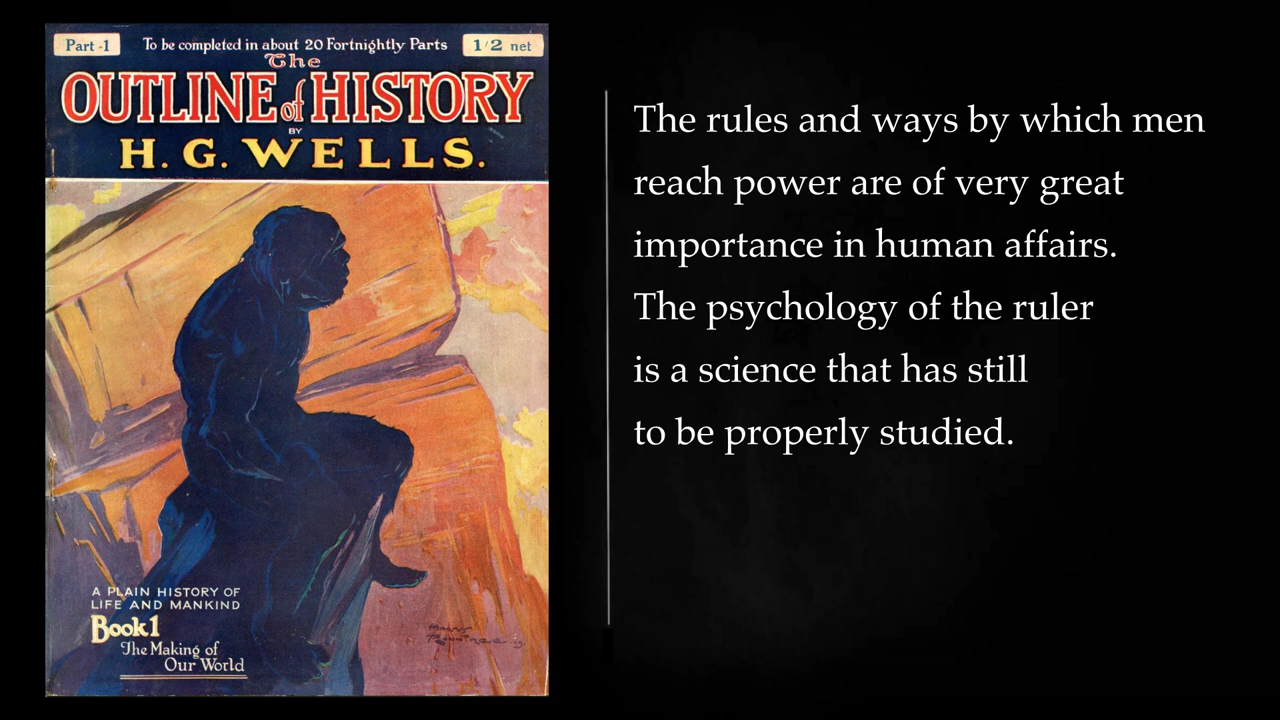 Part -1
To be completed in about 20 Fortnightly Parts
1/2 net
The
OUTLINE of HISTORY
BY
H. G. WELLS.
A PLAIN HISTORY OF
LIFE AND MANKIND
Book 1
The Making of
Our World
The rules and ways by which men
reach power are of very great
importance in human affairs.
The psychology of the ruler
is a science that has still
to be properly studied.